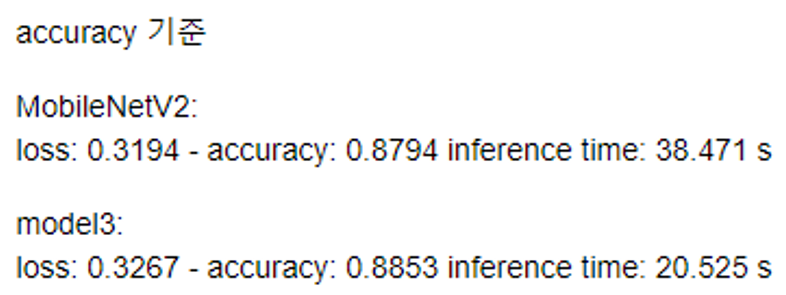 accuracy 기준
MobileNetV2:
loss: 0.3194 - accuracy: 0.8794 inference time: 38.471 s
model3:
loss: 0.3267 - accuracy: 0.8853 inference time: 20.525 s